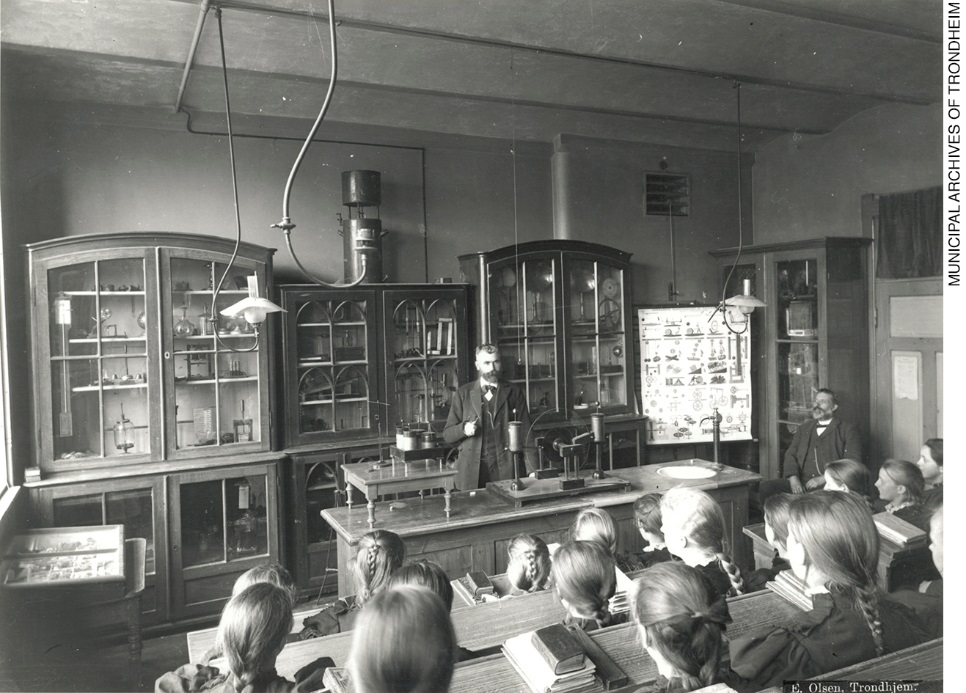 MUNICIPAL ARCHIVES OF TRONDHEIM
E. Olsen, Trondhjem.